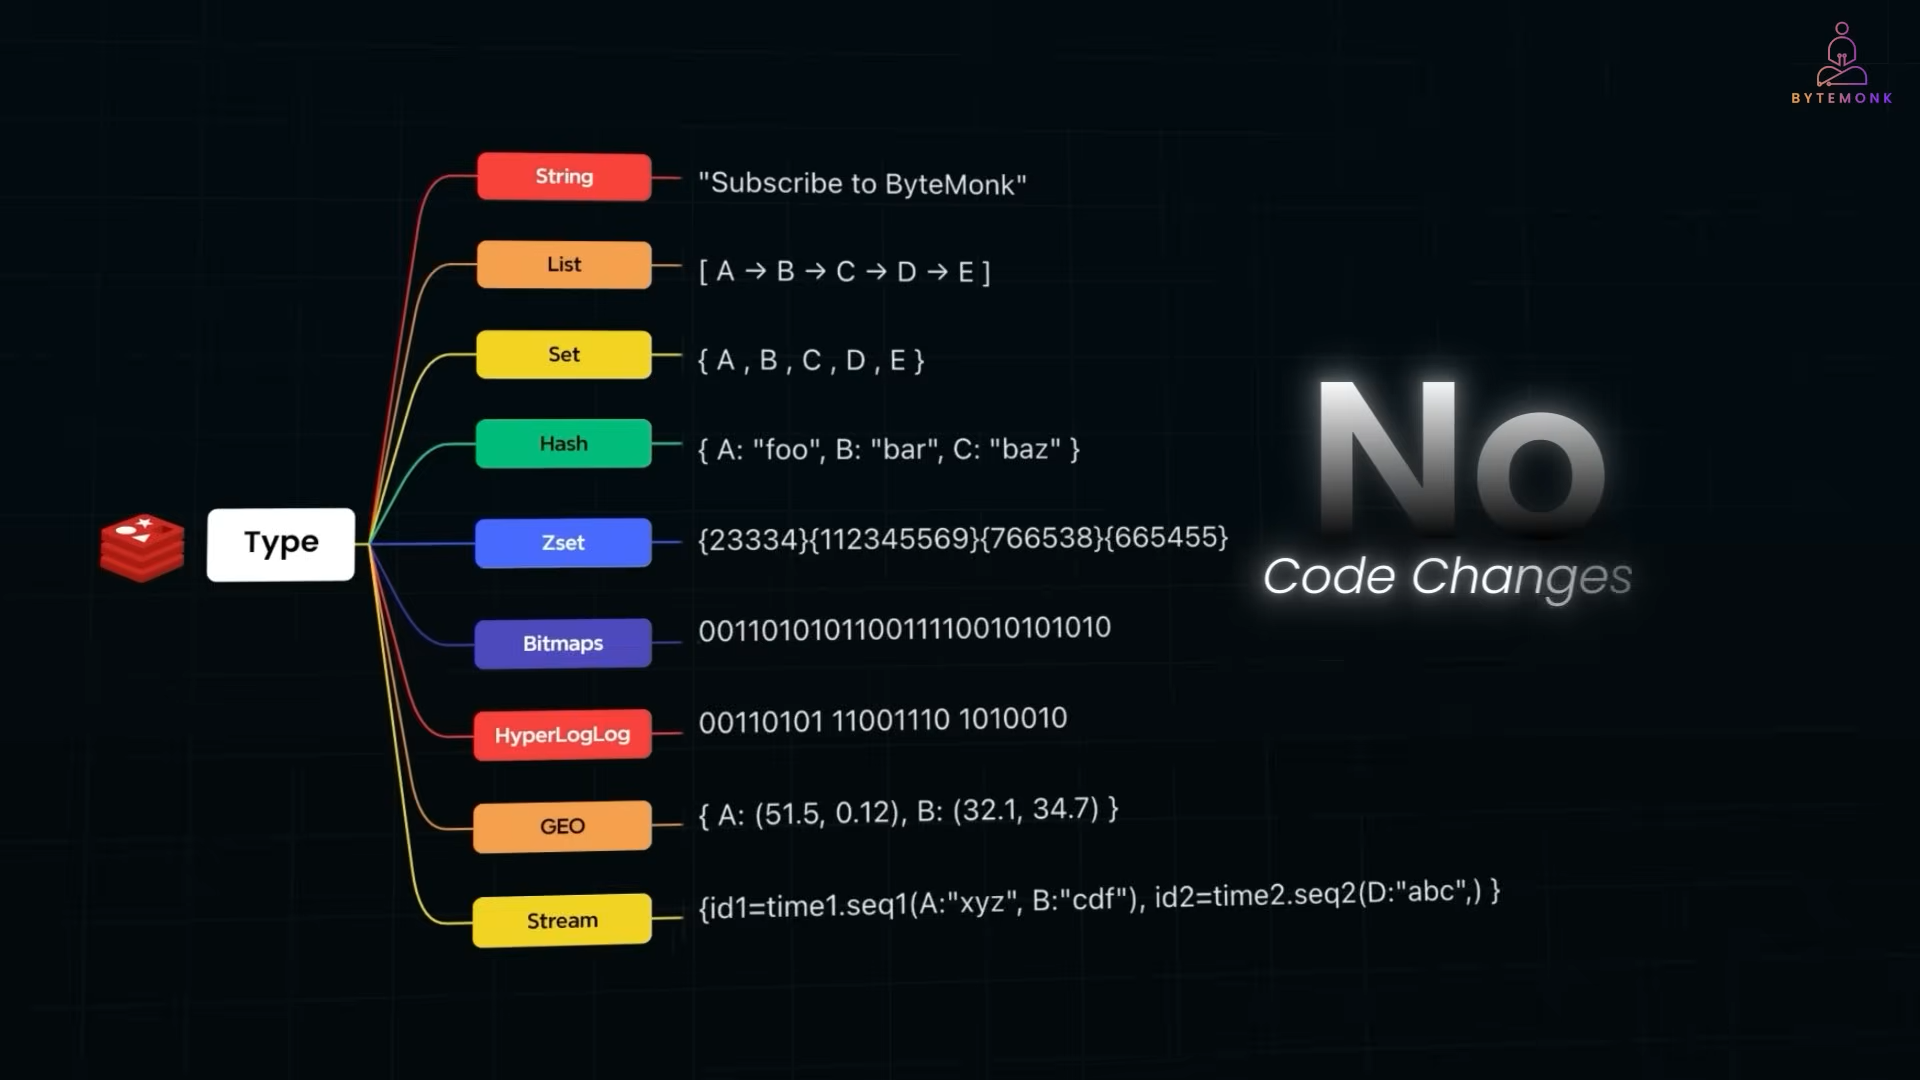 BYTEMONK
String
"Subscribe to ByteMonk"
List
[ A → B → C → D → E ]
Set
{ A , B , C , D , E }
Hash
{ A: "foo", B: "bar", C: "baz" }
No
Code Changes
Type
Zset
{23334}{112345569}{766538}{665455}
Bitmaps
00110101011001111001010 1010
HyperLogLog
00110101 11001110 1010010
GEO
{ A: (51.5, 0.12), B: (32.1, 34.7) }
Stream
{id1=time1.seq1(A:"xyz", B:"cdf"), id2=time2.seq2(D:"abc",) }